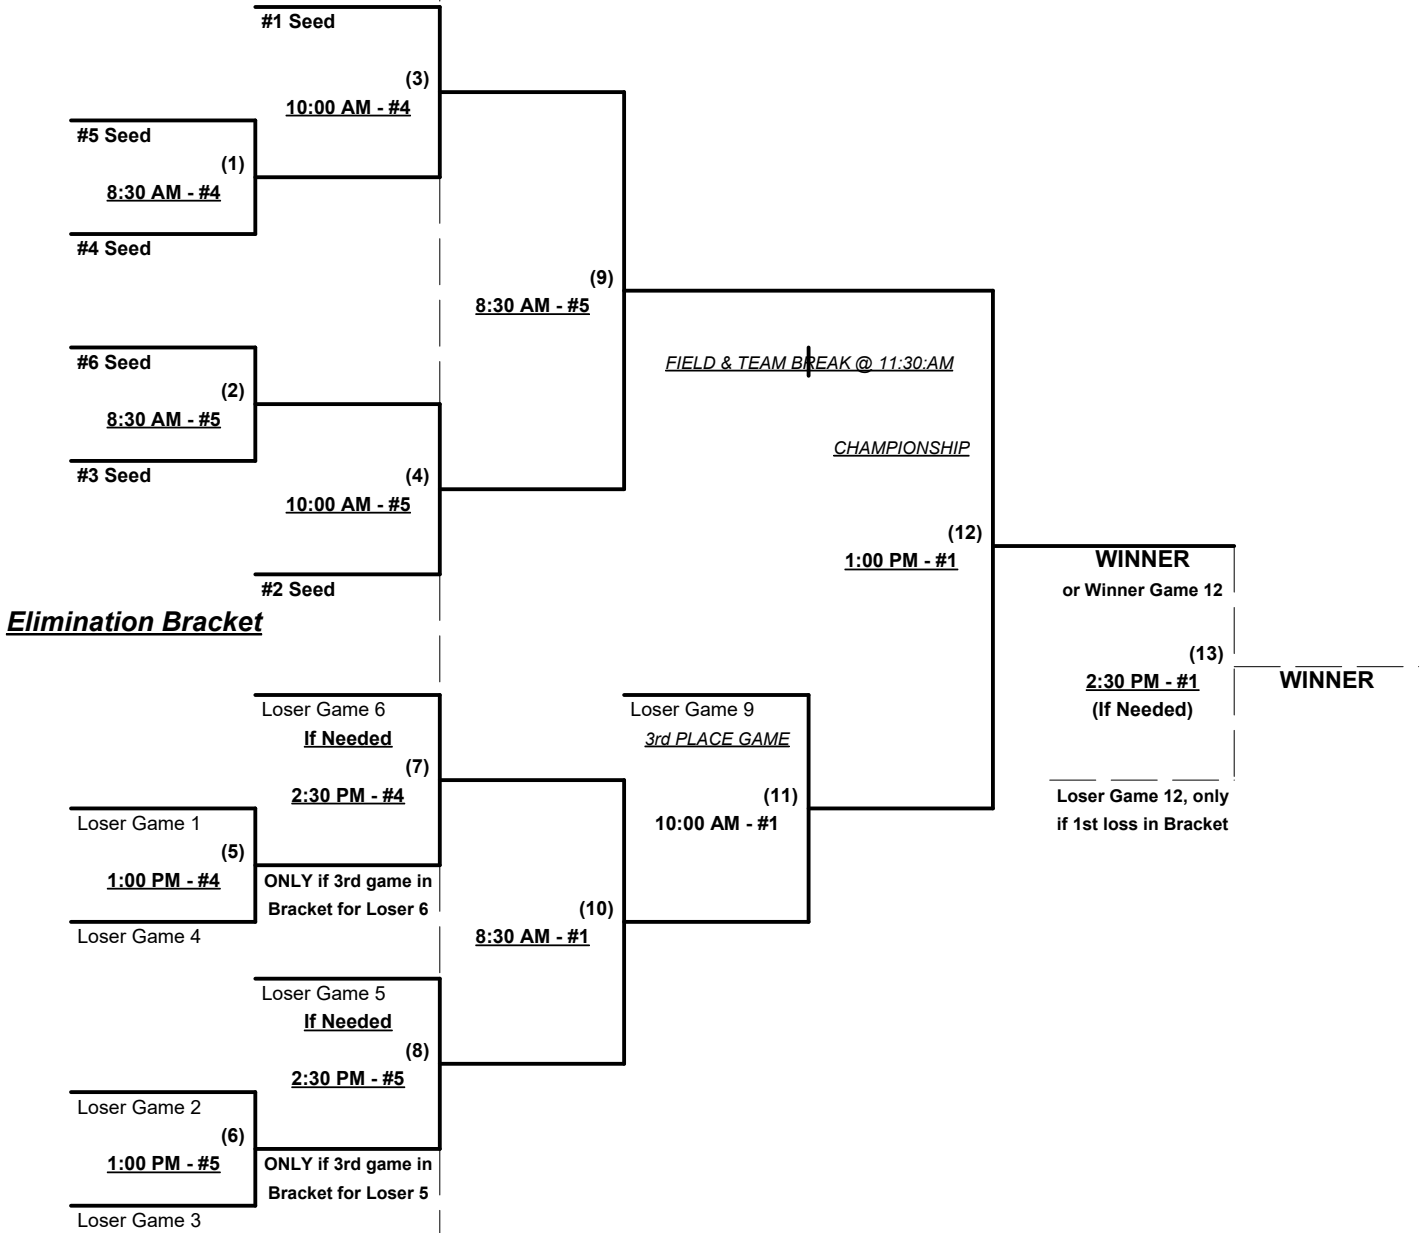 #1 Seed
(3)
10:00 AM - #4
#5 Seed
(1)
8:30 AM - #4
#4 Seed
(9)
8:30 AM - #5
#6 Seed
FIELD & TEAM BREAK @ 11:30:AM
(2)
8:30 AM - #5
CHAMPIONSHIP
#3 Seed
(4)
10:00 AM - #5
(12)
1:00 PM - #1
WINNER
or Winner Game 12
#2 Seed
Elimination Bracket
(13)
2:30 PM - #1
(If Needed)
WINNER
Loser Game 6
If Needed
(7)
2:30 PM - #4
Loser Game 9
3rd PLACE GAME
(11)
10:00 AM - #1
Loser Game 12, only
if 1st loss in Bracket
Loser Game 1
(5)
1:00 PM - #4
ONLY if 3rd game in
Bracket for Loser 6
Loser Game 4
(10)
8:30 AM - #1
Loser Game 5
If Needed
(8)
2:30 PM - #5
Loser Game 2
(6)
1:00 PM - #5
ONLY if 3rd game in
Bracket for Loser 5
Loser Game 3